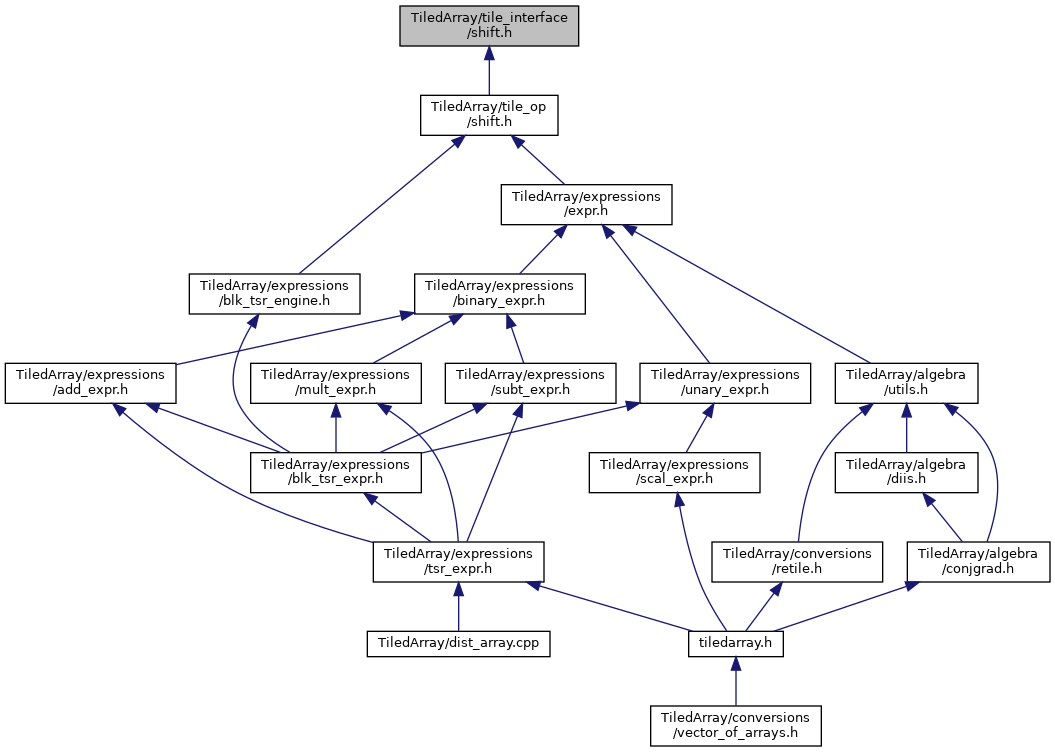 TiledArray/tile_interface
/shift.h
TiledArray/tile_op
/shift.h
TiledArray/expressions
/expr.h
TiledArray/expressions
/blk_tsr_engine.h
TiledArray/expressions
/binary_expr.h
TiledArray/expressions
/add_expr.h
TiledArray/expressions
/mult_expr.h
TiledArray/expressions
/subt_expr.h
TiledArray/expressions
/unary_expr.h
TiledArray/algebra
/utils.h
TiledArray/expressions
/blk_tsr_expr.h
TiledArray/expressions
/scal_expr.h
TiledArray/algebra
/diis.h
TiledArray/expressions
/tsr_expr.h
TiledArray/conversions
/retile.h
TiledArray/algebra
/conjgrad.h
TiledArray/dist_array.cpp
tiledarray.h
TiledArray/conversions
/vector_of_arrays.h